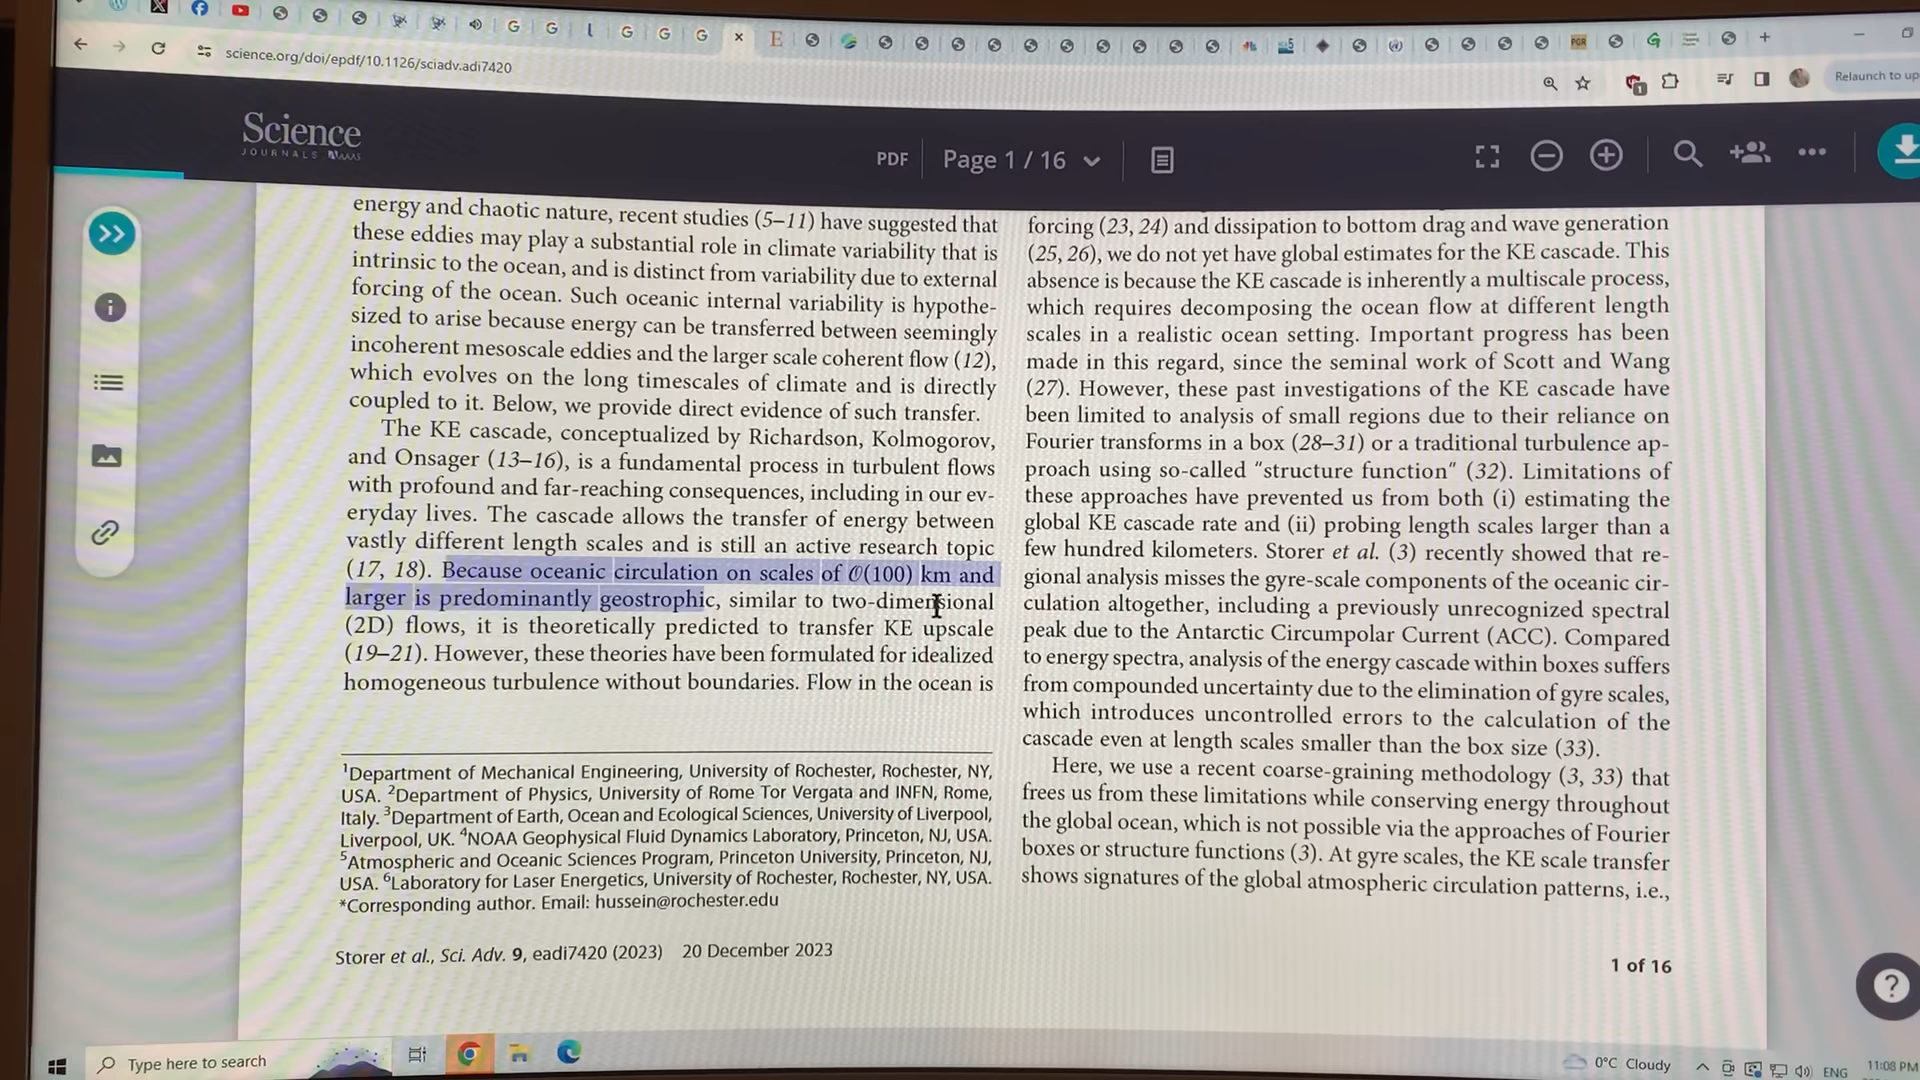 science.org/doi/epdf/10.1126/sciadv.adi7420
Relaunch to up
Science
JOURNALS AAAS
PDF
Page 1 / 16
energy and chaotic nature, recent studies (5–11) have suggested that
these eddies may play a substantial role in climate variability that is
intrinsic to the ocean, and is distinct from variability due to external
forcing of the ocean. Such oceanic internal variability is hypothe-
sized to arise because energy can be transferred between seemingly
incoherent mesoscale eddies and the larger scale coherent flow (12),
which evolves on the long timescales of climate and is directly
coupled to it. Below, we provide direct evidence of such transfer.
The KE cascade, conceptualized by Richardson, Kolmogorov,
and Onsager (13–16), is a fundamental process in turbulent flows
with profound and far-reaching consequences, including in our ev-
eryday lives. The cascade allows the transfer of energy between
vastly different length scales and is still an active research topic
(17, 18). Because oceanic circulation on scales of 𝒪(100) km and
larger is predominantly geostrophic, similar to two-dimensional
(2D) flows, it is theoretically predicted to transfer KE upscale
(19–21). However, these theories have been formulated for idealized
homogeneous turbulence without boundaries. Flow in the ocean is
1Department of Mechanical Engineering, University of Rochester, Rochester, NY,
USA. 2Department of Physics, University of Rome Tor Vergata and INFN, Rome,
Italy. 3Department of Earth, Ocean and Ecological Sciences, University of Liverpool,
Liverpool, UK. 4NOAA Geophysical Fluid Dynamics Laboratory, Princeton, NJ, USA.
5Atmospheric and Oceanic Sciences Program, Princeton University, Princeton, NJ,
USA. 6Laboratory for Laser Energetics, University of Rochester, Rochester, NY, USA.
*Corresponding author. Email: hussein@rochester.edu
forcing (23, 24) and dissipation to bottom drag and wave generation
(25, 26), we do not yet have global estimates for the KE cascade. This
absence is because the KE cascade is inherently a multiscale process,
which requires decomposing the ocean flow at different length
scales in a realistic ocean setting. Important progress has been
made in this regard, since the seminal work of Scott and Wang
(27). However, these past investigations of the KE cascade have
been limited to analysis of small regions due to their reliance on
Fourier transforms in a box (28–31) or a traditional turbulence ap-
proach using so-called “structure function” (32). Limitations of
these approaches have prevented us from both (i) estimating the
global KE cascade rate and (ii) probing length scales larger than a
few hundred kilometers. Storer et al. (3) recently showed that re-
gional analysis misses the gyre-scale components of the oceanic cir-
culation altogether, including a previously unrecognized spectral
peak due to the Antarctic Circumpolar Current (ACC). Compared
to energy spectra, analysis of the energy cascade within boxes suffers
from compounded uncertainty due to the elimination of gyre scales,
which introduces uncontrolled errors to the calculation of the
cascade even at length scales smaller than the box size (33).
Here, we use a recent coarse-graining methodology (3, 33) that
frees us from these limitations while conserving energy throughout
the global ocean, which is not possible via the approaches of Fourier
boxes or structure functions (3). At gyre scales, the KE scale transfer
shows signatures of the global atmospheric circulation patterns, i.e.,
Storer et al., Sci. Adv. 9, eadi7420 (2023) 20 December 2023
1 of 16
Type here to search
0°C Cloudy
ENG
11:08 PM